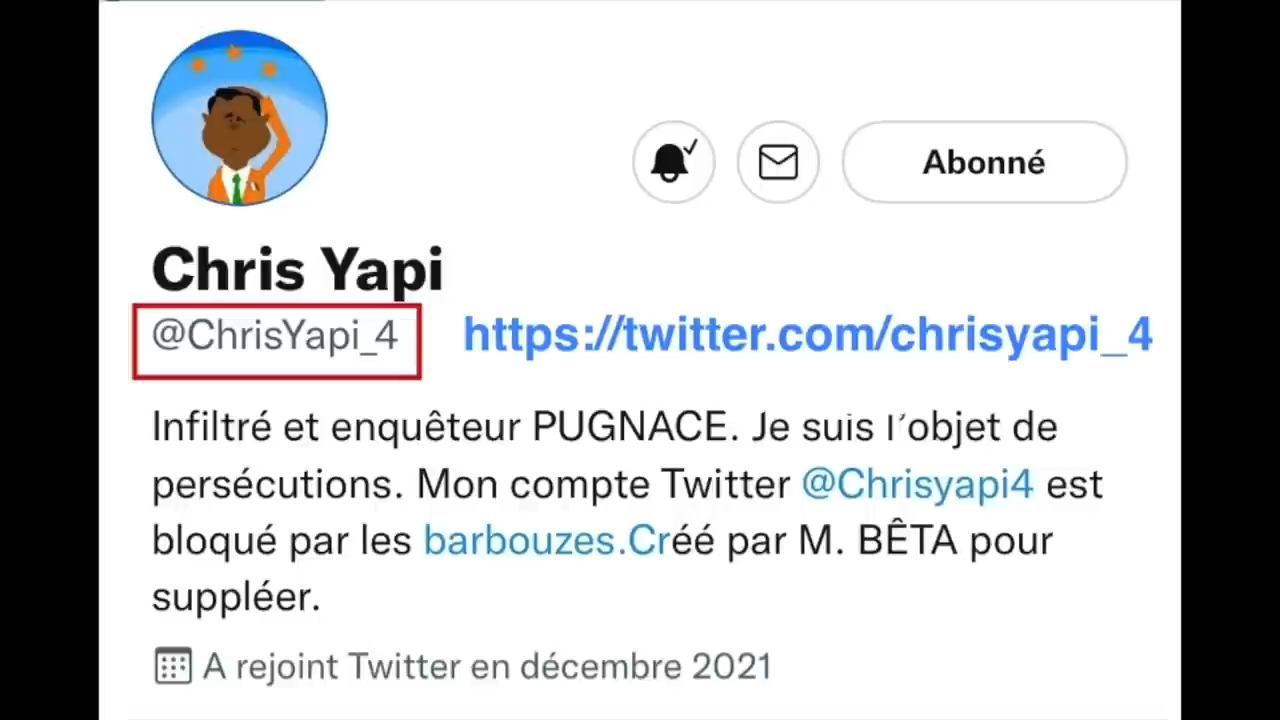 Abonné
Chris Yapi
@ChrisYapi_4
https://twitter.com/chrisyapi_4
Infiltré et enquêteur PUGNACE. Je suis l'objet de
persécutions. Mon compte Twitter @Chrisyapi4 est
bloqué par les barbouzes.Créé par M. BÊTA pour
suppléer.
A rejoint Twitter en décembre 2021